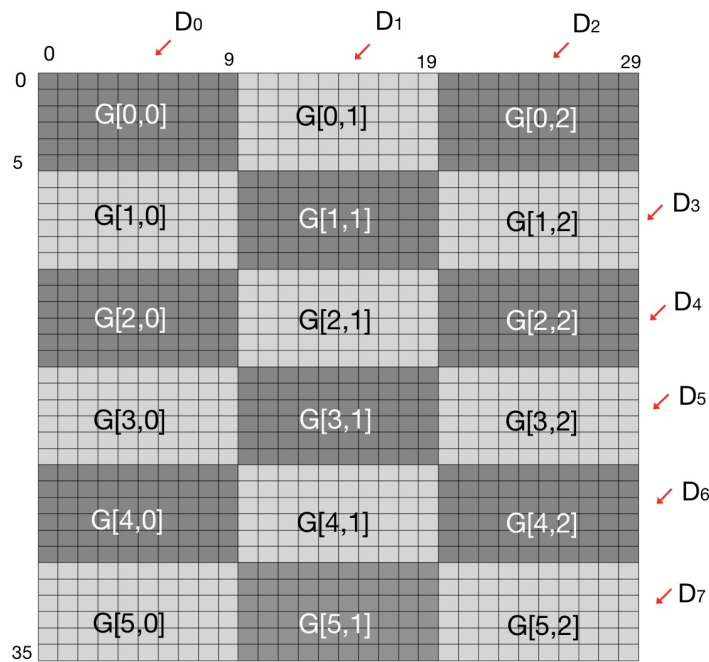 D0 D1 D2
0 9 19 29
0
G[0,0] G[0,1] G[0,2]
5
G[1,0] G[1,1] G[1,2] D3
G[2,0] G[2,1] G[2,2] D4
G[3,0] G[3,1] G[3,2] D5
G[4,0] G[4,1] G[4,2] D6
G[5,0] G[5,1] G[5,2] D7
35